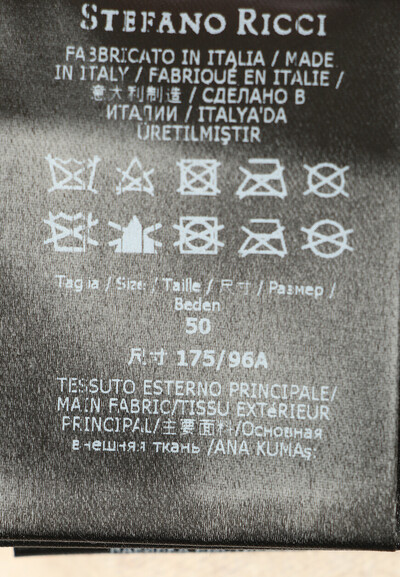 STEFANO RICCI
FABBRICATO IN ITALIA / MADE
IN ITALY / FABRIQUÉ EN ITALIE /
意大利制造 / СДЕЛАНО В
ИТАЛИИ / ITALYA'DA
ÜRETILMIŞTIR
Taglia / Size / Taille / 尺寸 / Размер /
Beden
50
尺寸 175/96A
TESSUTO ESTERNO PRINCIPALE/
MAIN FABRIC/TISSU EXTéRIEUR
PRINCIPAL/主要面料/Основная
внешняя ткань /ANA KUMAş: